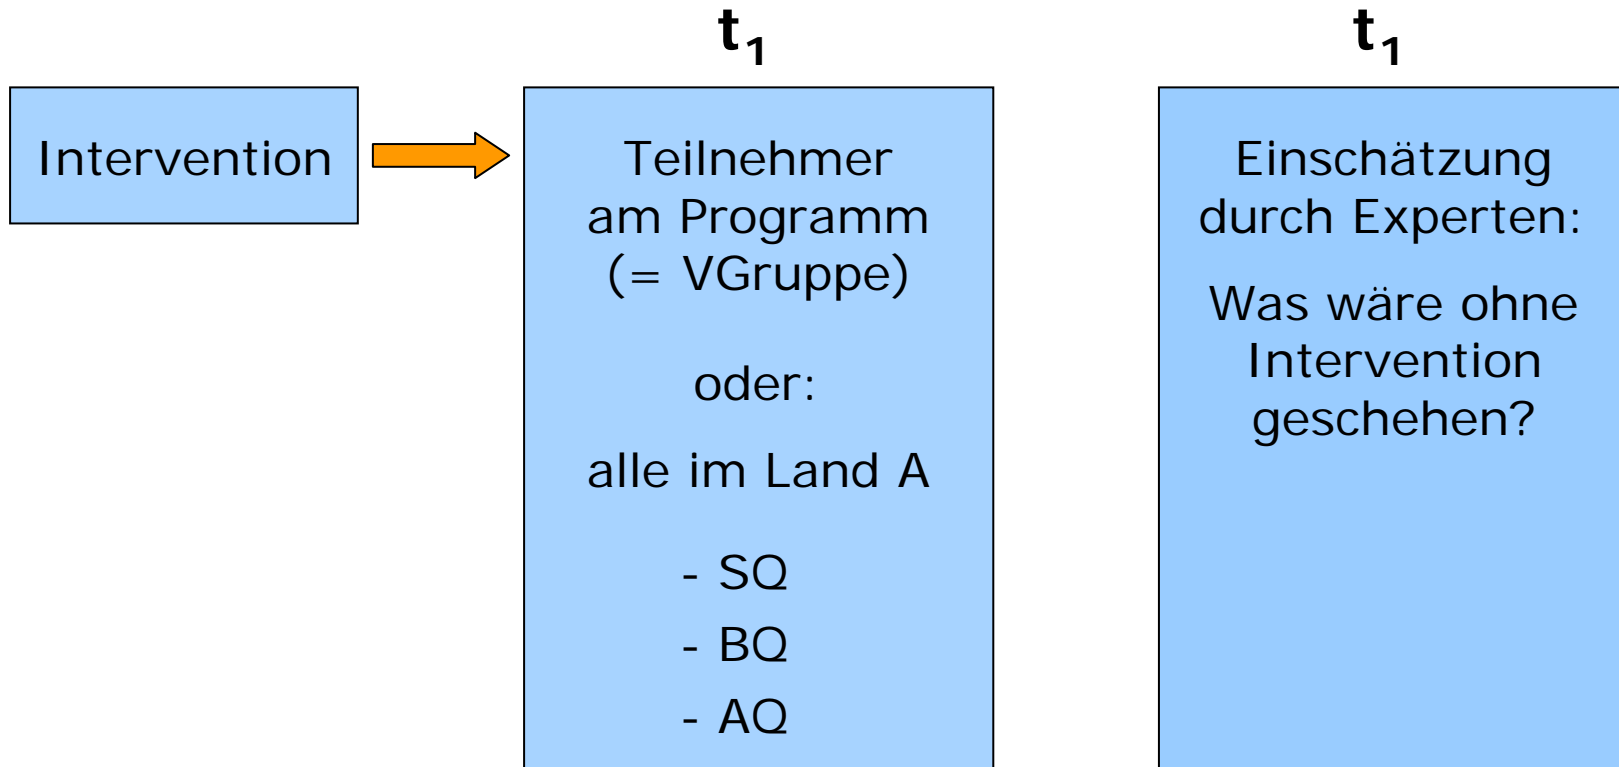 t₁
t₁
Intervention
Teilnehmer
am Programm
(= VGruppe)
oder:
alle im Land A
- SQ
- BQ
- AQ
Einschätzung
durch Experten:
Was wäre ohne
Intervention
geschehen?